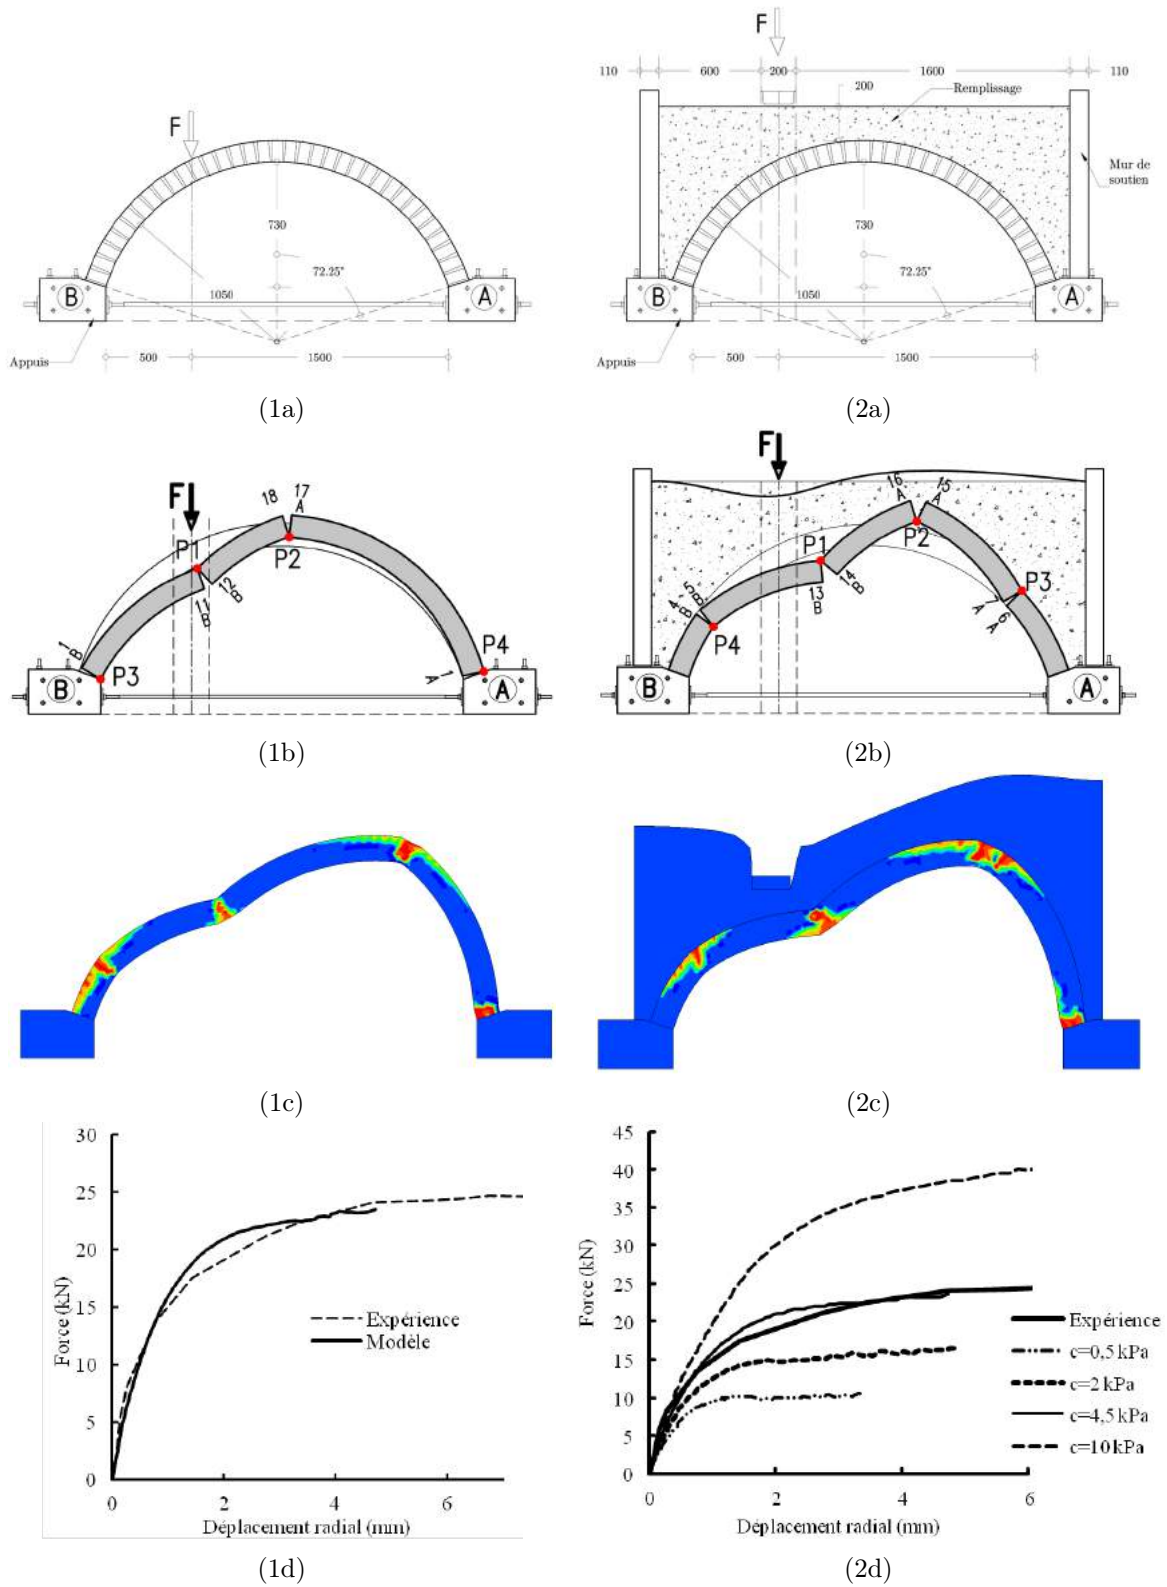 F
730
72.25°
1050
B
A
Appuis
500
1500
(1a)
F
110
600
200
1600
110
200
Remplissage
Mur de
soutien
730
72.25°
1050
B
A
Appuis
500
1500
(2a)
F
18
17
A
P1
P2
12
B
11
B
1
B
P3
P4
1
A
B
A
(1b)
F
16
A
15
A
P1
P2
14
B
13
B
5
B
4
B
P3
7
A
6
A
P4
B
A
(2b)
(1c)
(2c)
30
25
20
15
10
5
0
Force (kN)
Expérience
Modèle
0
2
4
6
Déplacement radial (mm)
(1d)
45
40
35
30
25
20
15
10
5
0
Force (kN)
Expérience
c=0,5 kPa
c=2 kPa
c=4,5 kPa
c=10 kPa
0
2
4
6
Déplacement radial (mm)
(2d)